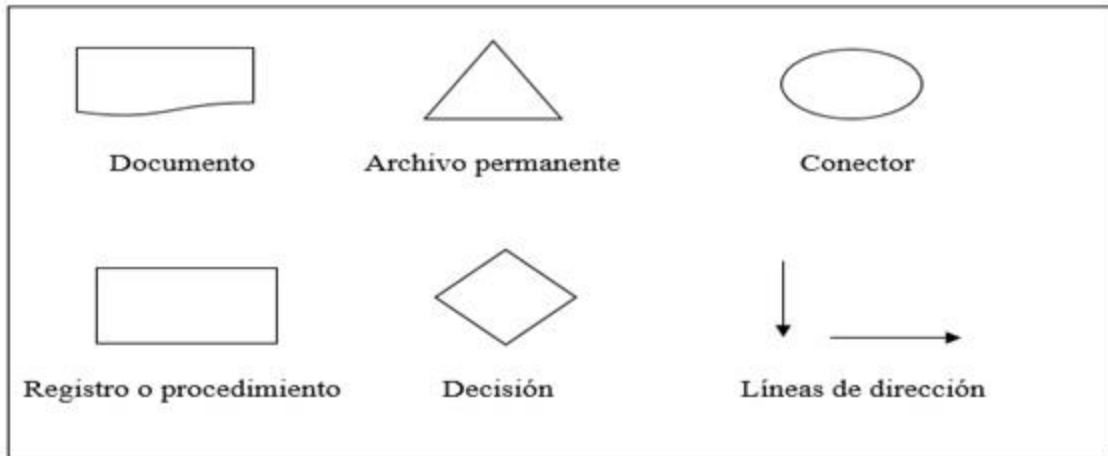 Documento
Archivo permanente
Conector
Registro o procedimiento
Decisión
Líneas de dirección